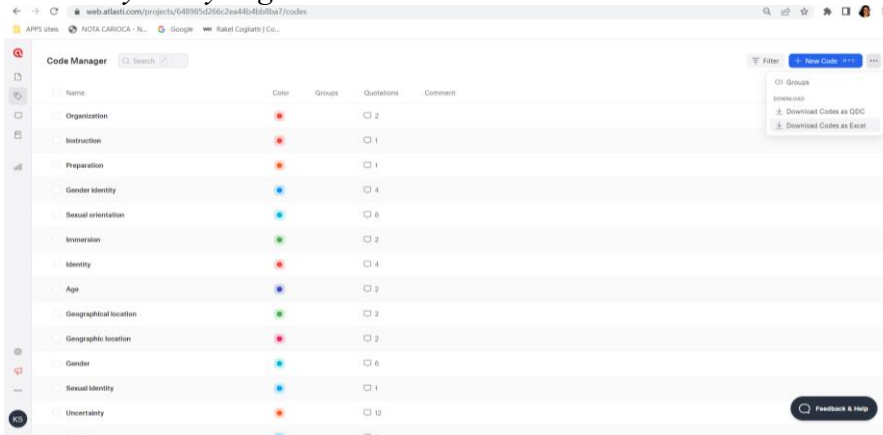 web.atlasti.com/projects/648985d266c2ea44b4bb8ba7/codes
APPS uteis NOTA CARIOCA - N... Google WIX Rakel Cogliatti | Co...
Code Manager Search / Filter + New Code
Groups
Name Color Groups Quotations Comment
DOWNLOAD
Organization 2
Download Codes as QDC
Download Codes as Excel
Instruction 1
Preparation 1
Gender identity 4
Sexual orientation 6
Immersion 2
Identity 4
Age 2
Geographical location 2
Geographic location 2
Gender 6
Sexual Identity 1
Uncertainty 12
KS
Feedback & Help